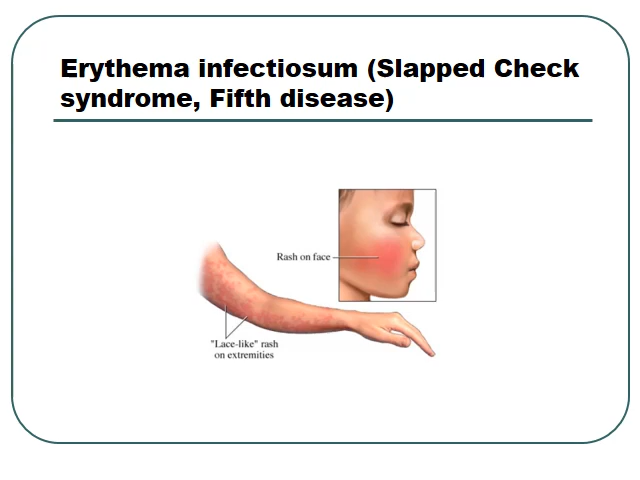 Erythema infectiosum (Slapped Check
syndrome, Fifth disease)
Rash on face
"Lace-like" rash
on extremities